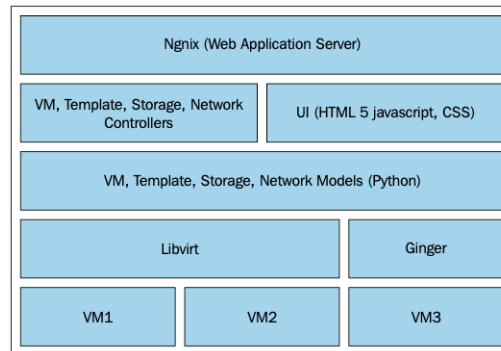 Ngnix (Web Application Server)
VM, Template, Storage, Network
Controllers
UI (HTML 5 javascript, CSS)
VM, Template, Storage, Network Models (Python)
Libvirt
Ginger
VM1
VM2
VM3